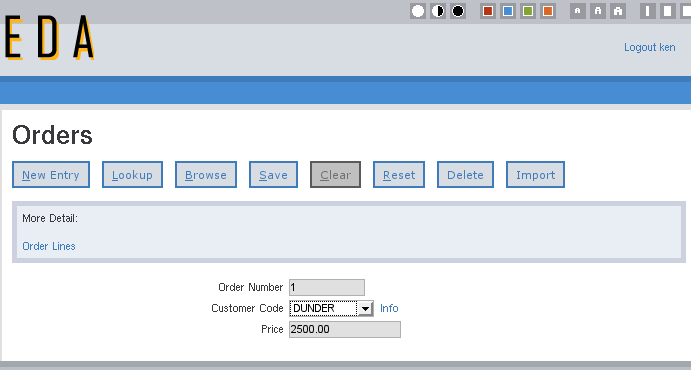 A A A
EDA
Logout ken
Orders
New Entry Lookup Browse Save Clear Reset Delete Import
More Detail:
Order Lines
Order Number 1
Customer Code DUNDER Info
Price 2500.00